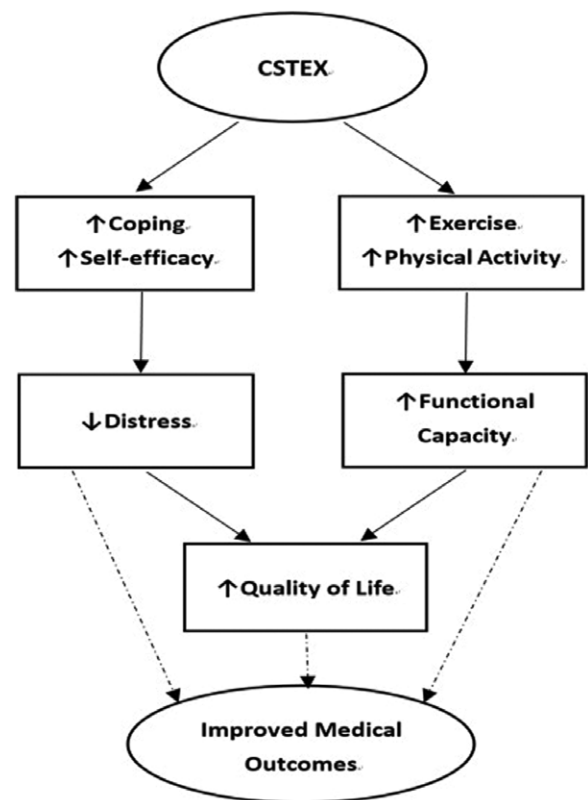 CSTEX
↑Coping
↑Self-efficacy
↑Exercise
↑Physical Activity
↓Distress
↑Functional
Capacity
↑Quality of Life
Improved Medical
Outcomes